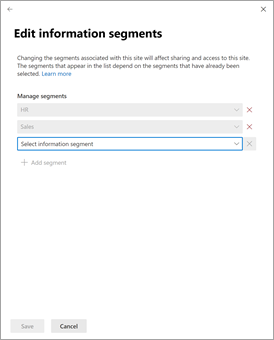 Edit information segments
Changing the segments associated with this site will affect sharing and access to this site.
The segments that appear in the list depend on the segments that have already been
selected. Learn more
Manage segments
HR
Sales
Select information segment
Add segment
Save Cancel